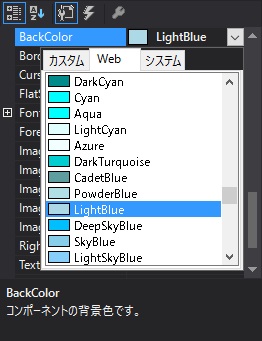 BackColor LightBlue
Bor
カスタム Web システム
Curs
DarkCyan
Cyan
FlatS
Aqua
Font
LightCyan
Fore
Azure
Imag
DarkTurquoise
Imag
CadetBlue
Imag
PowderBlue
Imag
LightBlue
Imag
DeepSkyBlue
Righ
SkyBlue
Text
LightSkyBlue
BackColor
コンポーネントの背景色です。